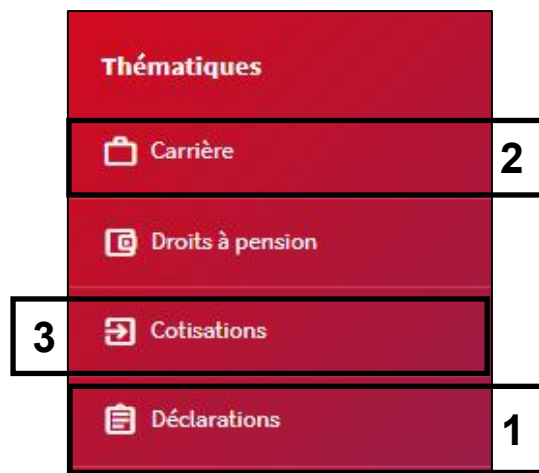 Thématiques
Carrière
2
Droits à pension
3
Cotisations
Déclarations
1